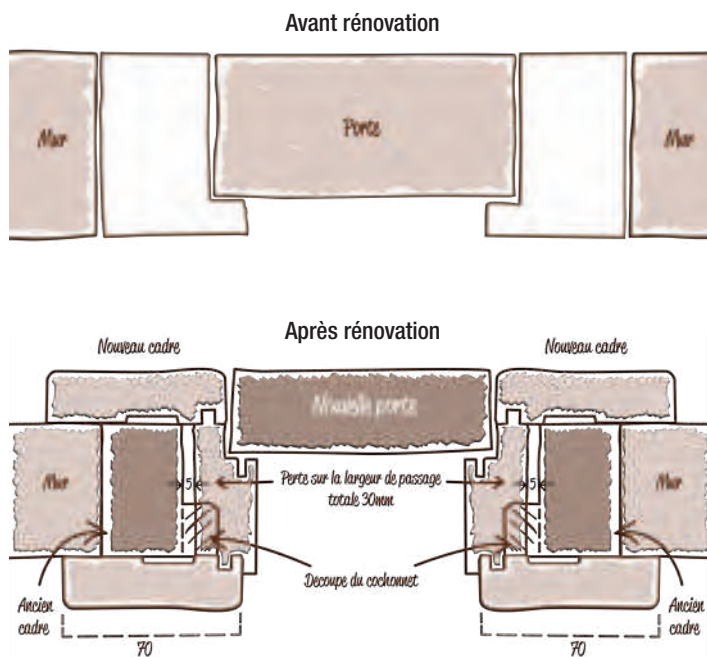 Avant rénovation
Mur
Porte
Mur
Après rénovation
Nouveau cadre
Nouveau cadre
Nouvelle porte
Mur
5
Perte sur la largeur de passage
totale 30mm
5
Mur
Decoupe du cochonnet
Ancien
cadre
Ancien
cadre
70
70